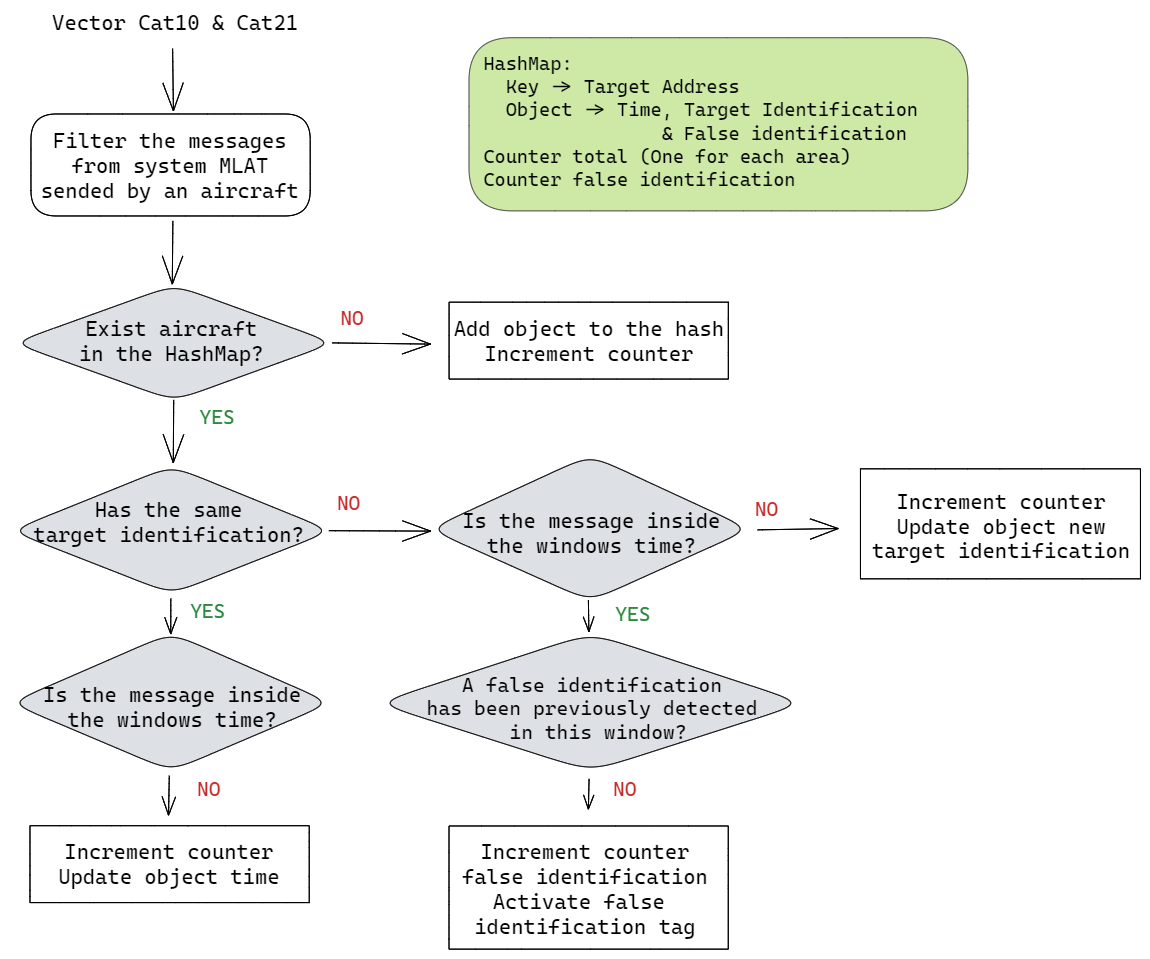 Vector Cat10 & Cat21
HashMap:
Key → Target Address
Object → Time, Target Identification
& False identification
Counter total (One for each area)
Counter false identification
Filter the messages
from system MLAT
sended by an aircraft
Exist aircraft
in the HashMap?
NO
Add object to the hash
Increment counter
YES
Has the same
target identification?
NO
Is the message inside
the windows time?
NO
Increment counter
Update object new
target identification
YES
Is the message inside
the windows time?
YES
A false identification
has been previously detected
in this window?
NO
Increment counter
Update object time
NO
Increment counter
false identification
Activate false
identification tag